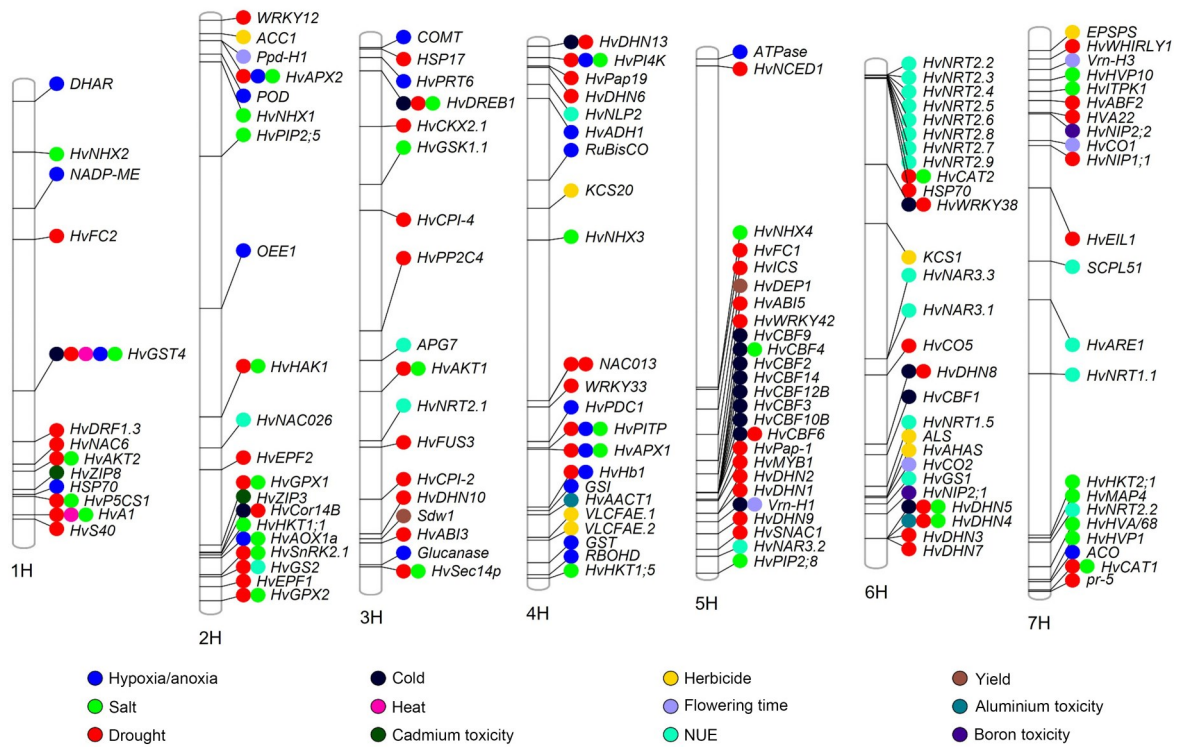 DHAR
HvNHX2
NADP-ME
HvFC2
HvGST4
HvDRF1.3
HvNAC6
HvAKT2
HvZIP8
HSP70
HvP5CS1
HvA1
HvS40
1H
WRKY12
ACC1
Ppd-H1
HvAPX2
POD
HvNHX1
HvPIP2;5
OEE1
HvHAK1
HvNAC026
HvEPF2
HvGPX1
HvZIP3
HvCor14B
HvHKT1;1
HvAOX1a
HvSnRK2.1
HvGS2
HvEPF1
HvGPX2
2H
COMT
HSP17
HvPRT6
HvDREB1
HvCKX2.1
HvGSK1.1
HvCPI-4
HvPP2C4
APG7
HvAKT1
HvNRT2.1
HvFUS3
HvCPI-2
HvDHN10
Sdw1
HvABI3
Glucanase
HvSec14p
3H
HvDHN13
HvPI4K
HvPap19
HvDHN6
HvNLP2
HvADH1
RuBisCO
KCS20
HvNHX3
NAC013
WRKY33
HvPDC1
HvPITP
HvAPX1
HvHb1
GSI
HvAACT1
VLCFAE.1
VLCFAE.2
GST
RBOHD
HvHKT1;5
4H
ATPase
HvNCED1
HvNHX4
HvFC1
HvICS
HvDEP1
HvABI5
HvWRKY42
HvCBF9
HvCBF4
HvCBF2
HvCBF14
HvCBF12B
HvCBF3
HvCBF10B
HvCBF6
HvPap-1
HvMYB1
HvDHN2
HvDHN1
Vrn-H1
HvDHN9
HvSNAC1
HvNAR3.2
HvPIP2;8
5H
HvNRT2.2
HvNRT2.3
HvNRT2.4
HvNRT2.5
HvNRT2.6
HvNRT2.8
HvNRT2.7
HvNRT2.9
HvCAT2
HSP70
HvWRKY38
KCS1
HvNAR3.3
HvNAR3.1
HvCO5
HvDHN8
HvCBF1
HvNRT1.5
ALS
HvAHAS
HvCO2
HvGS1
HvNIP2;1
HvDHN5
HvDHN4
HvDHN3
HvDHN7
6H
EPSPS
HvWHIRLY1
Vrn-H3
HvHVP10
HvITPK1
HvABF2
HVA22
HvNIP2;2
HvCO1
HvNIP1;1
HvEIL1
SCPL51
HvARE1
HvNRT1.1
HvHKT2;1
HvMAP4
HvNRT2.2
HvHVA/68
HvHVP1
ACO
HvCAT1
pr-5
7H
Hypoxia/anoxia
Salt
Drought
Cold
Heat
Cadmium toxicity
Herbicide
Flowering time
NUE
Yield
Aluminium toxicity
Boron toxicity